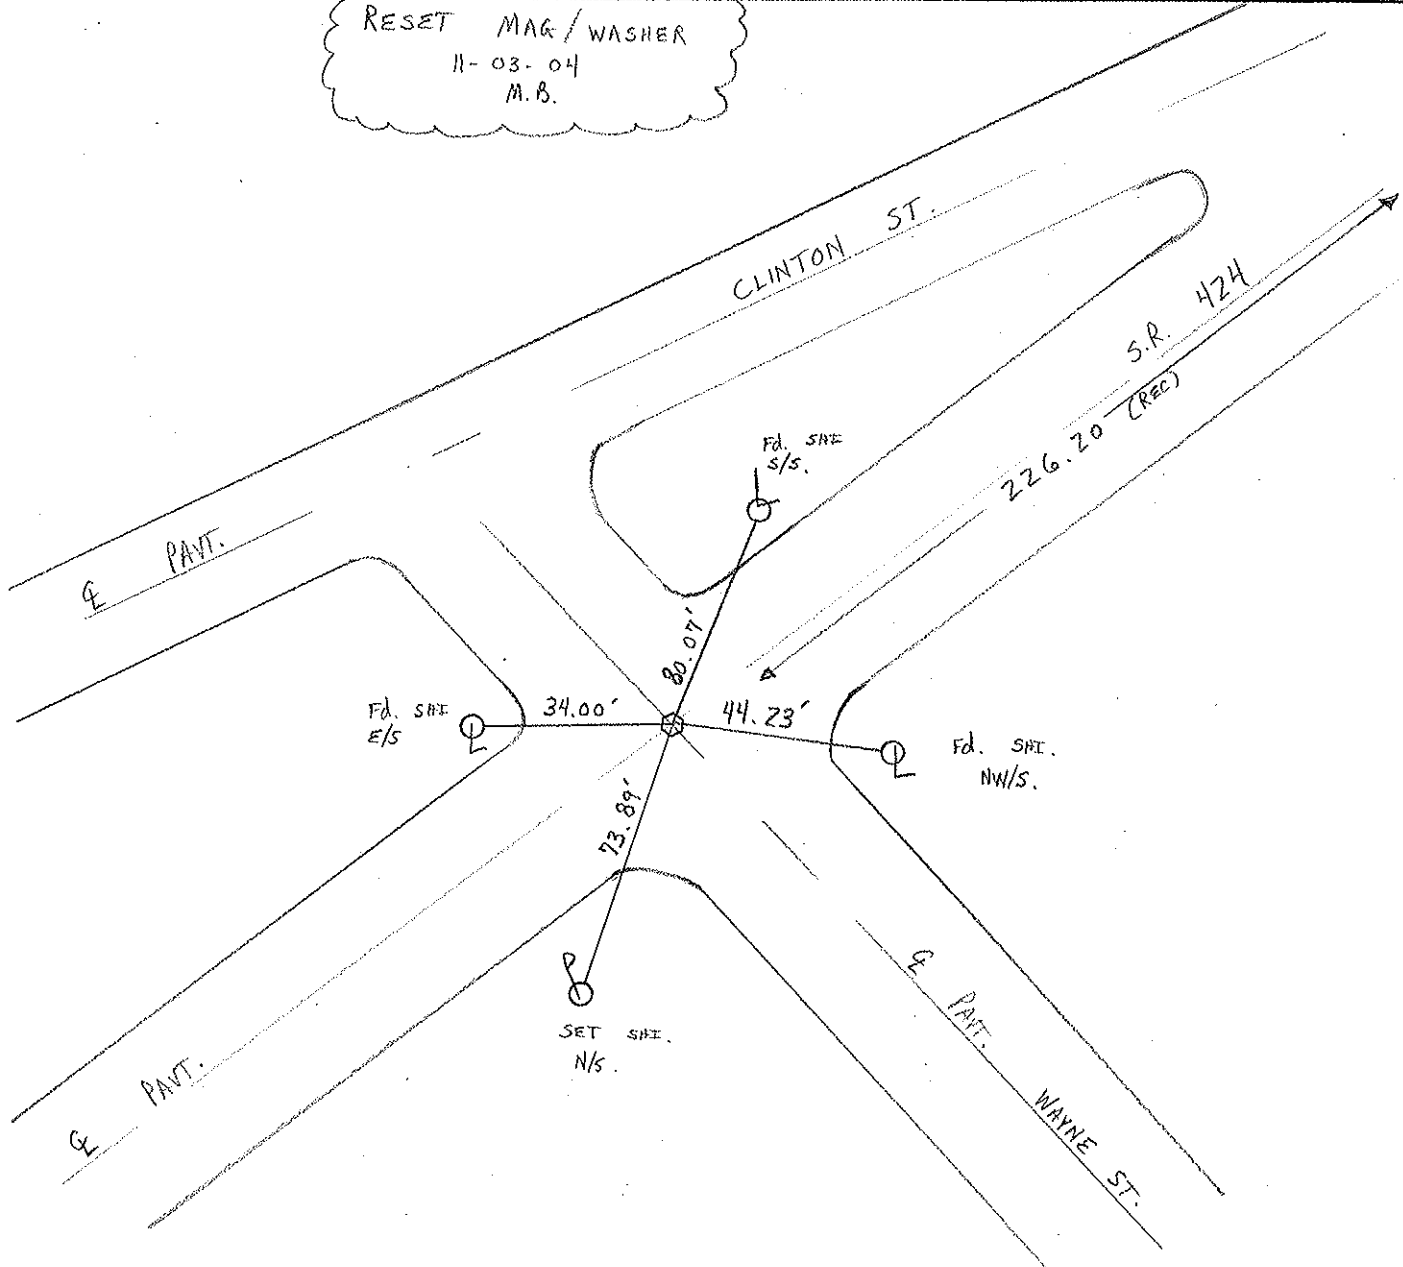 RESET MAG/WASHER
11-03-04
M.B.
CLINTON ST.
S.R. 424
226.20 (REC)
Fd. SHI
S/S.
℄ PAVT.
80.07'
Fd. SHI
E/S
34.00'
44.23'
Fd. SHI.
NW/S.
73.89'
SET SHI.
N/S.
℄ PAVT.
℄ PAVT.
WAYNE ST.